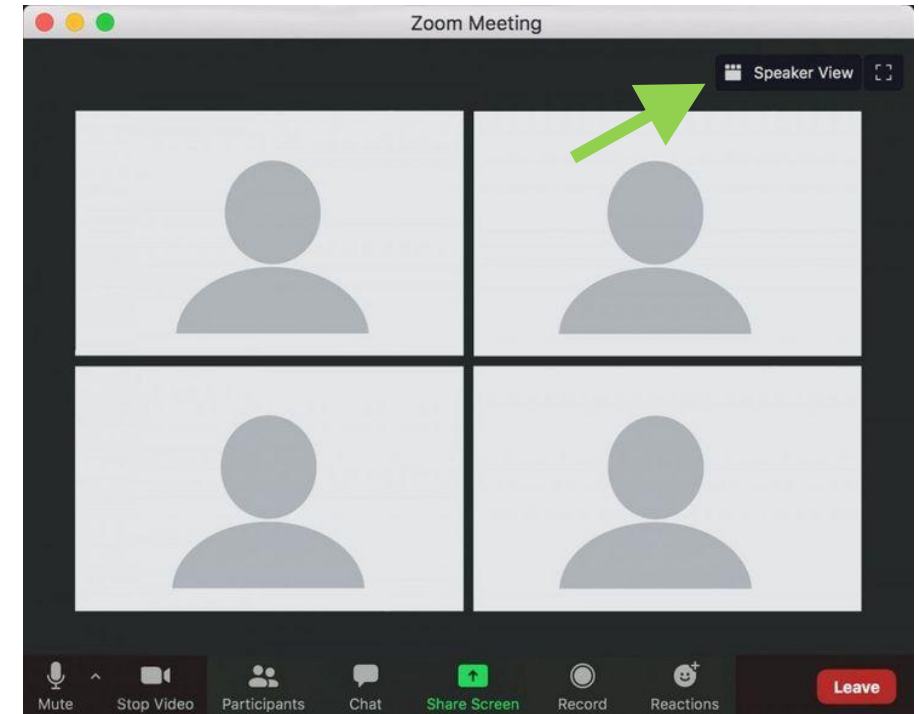 Zoom Meeting
Speaker View
Mute Stop Video Participants Chat Share Screen Record Reactions Leave